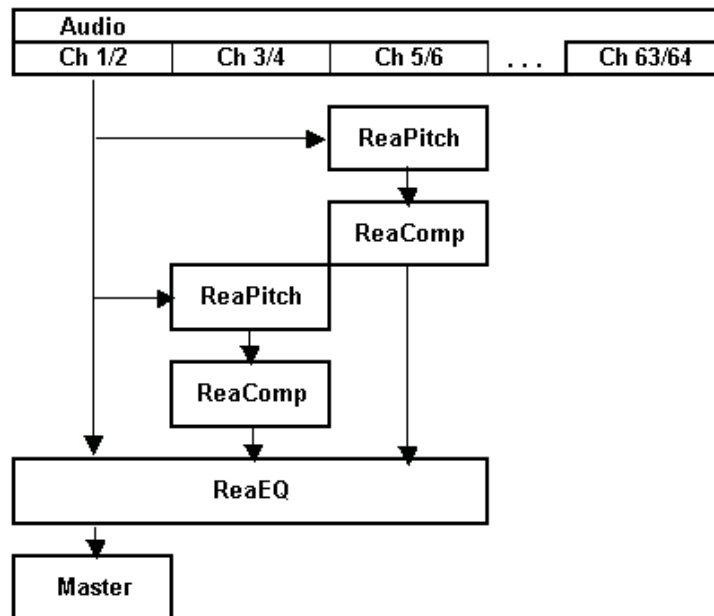 Audio
Ch 1/2 Ch 3/4 Ch 5/6 . . . Ch 63/64
ReaPitch
ReaComp
ReaPitch
ReaComp
ReaEQ
Master